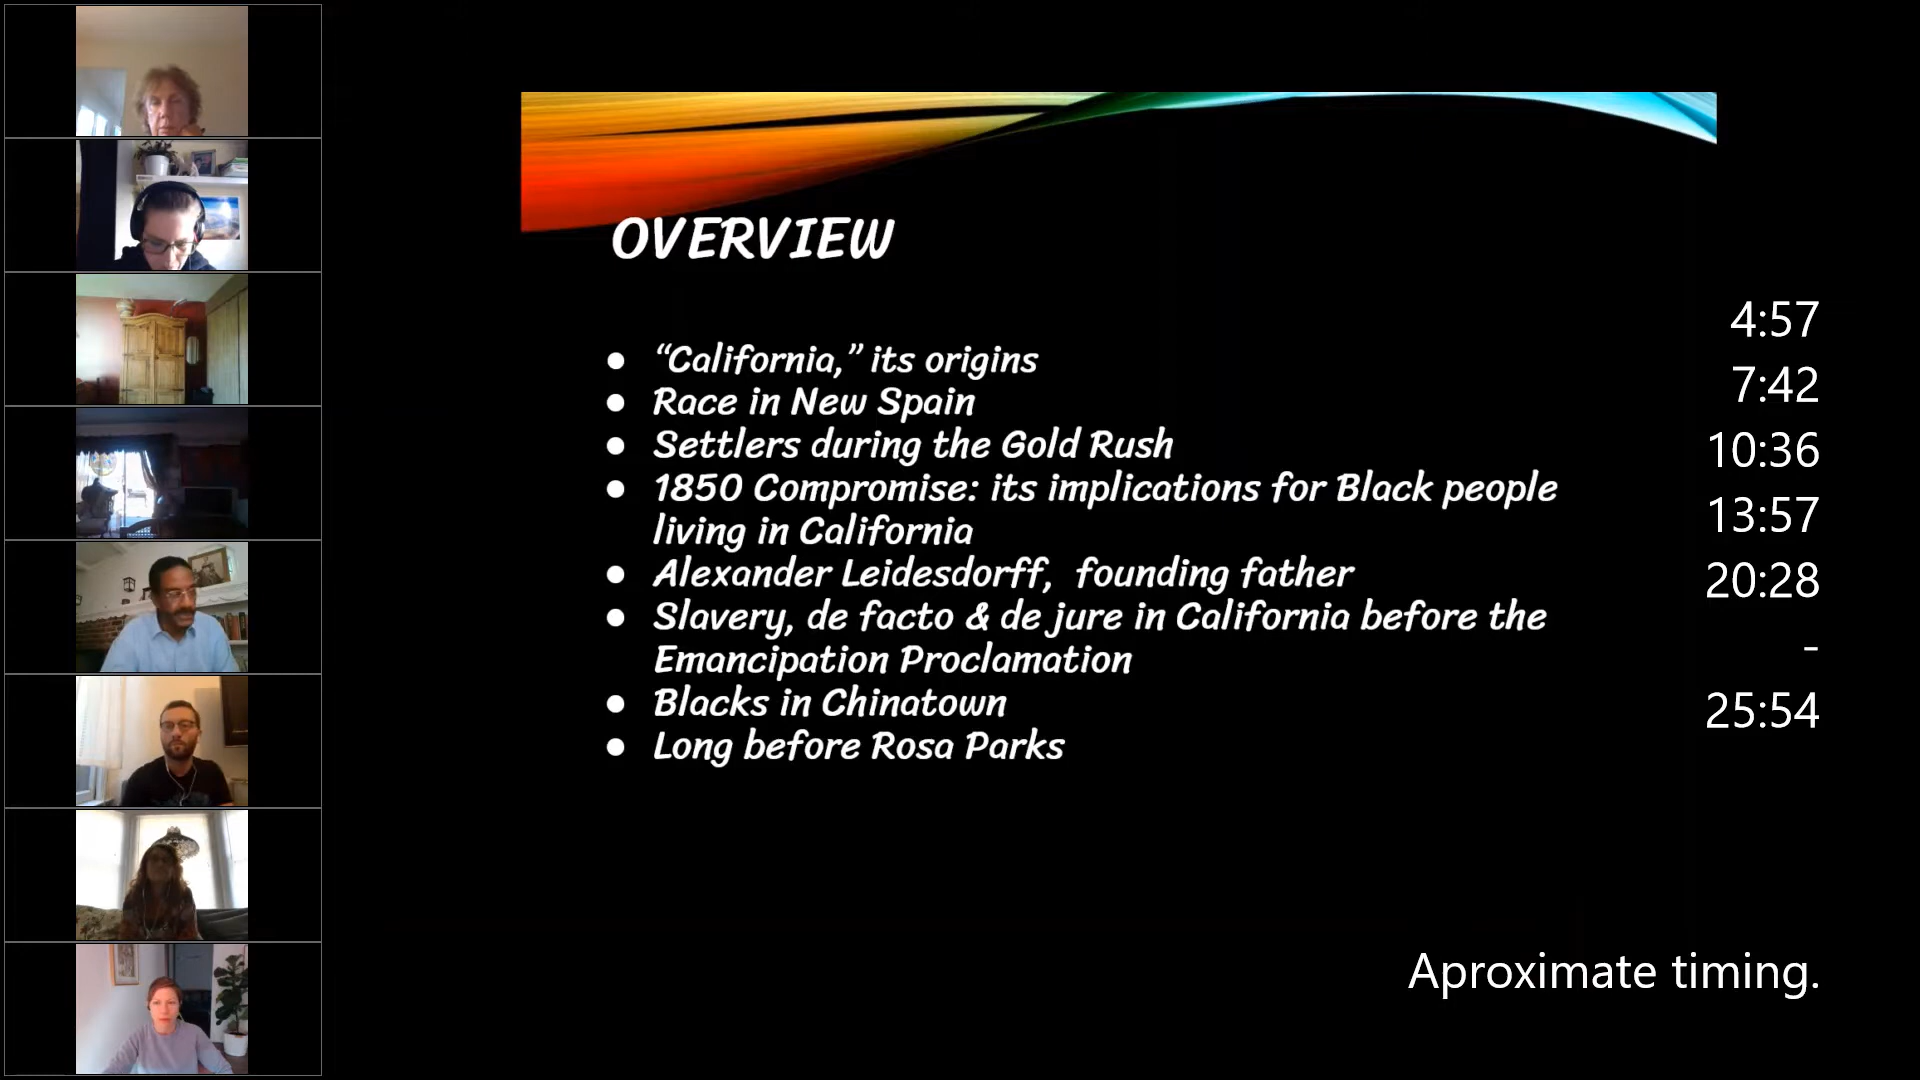 OVERVIEW
● “California,” its origins
● Race in New Spain
● Settlers during the Gold Rush
● 1850 Compromise: its implications for Black people
living in California
● Alexander Leidesdorff, founding father
● Slavery, de facto & de jure in California before the
Emancipation Proclamation
● Blacks in Chinatown
● Long before Rosa Parks
4:57
7:42
10:36
13:57
20:28
-
25:54
Aproximate timing.